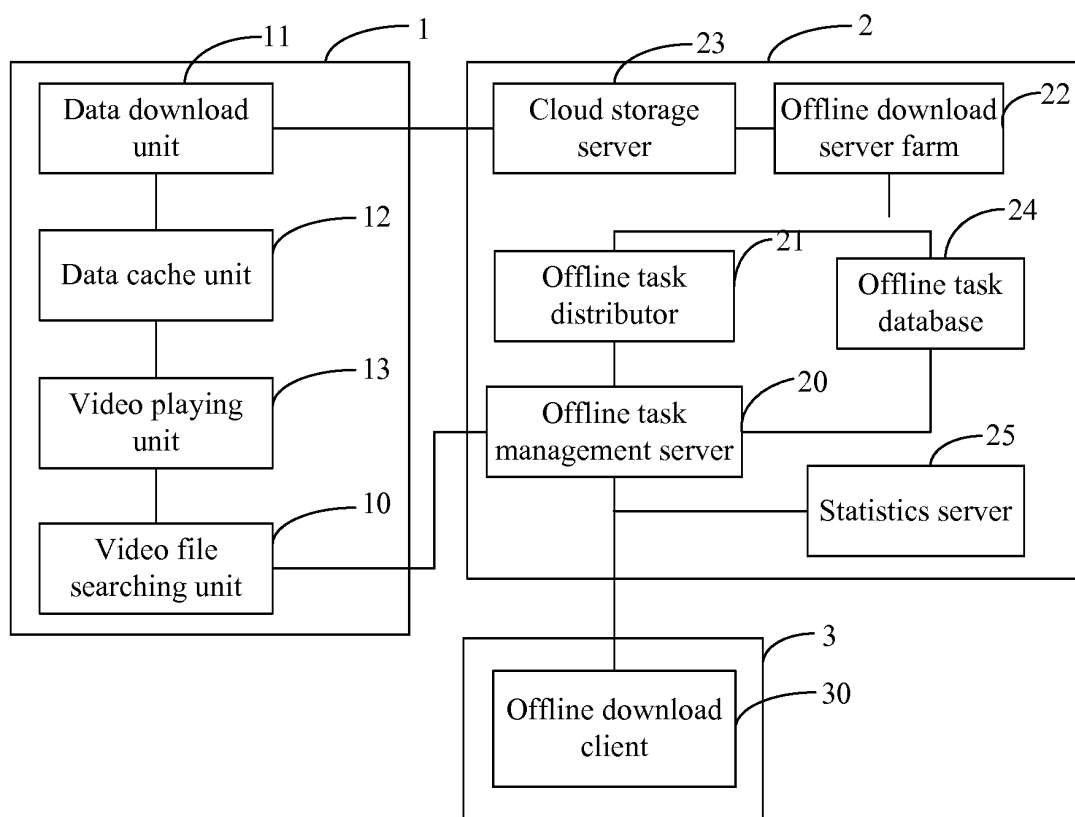 11
1
23
2
Data download
unit
Cloud storage
server
Offline download
server farm
22
12
24
21
Data cache unit
Offline task
distributor
Offline task
database
13
20
Video playing
unit
Offline task
management server
25
10
Statistics server
Video file
searching unit
3
30
Offline download
client